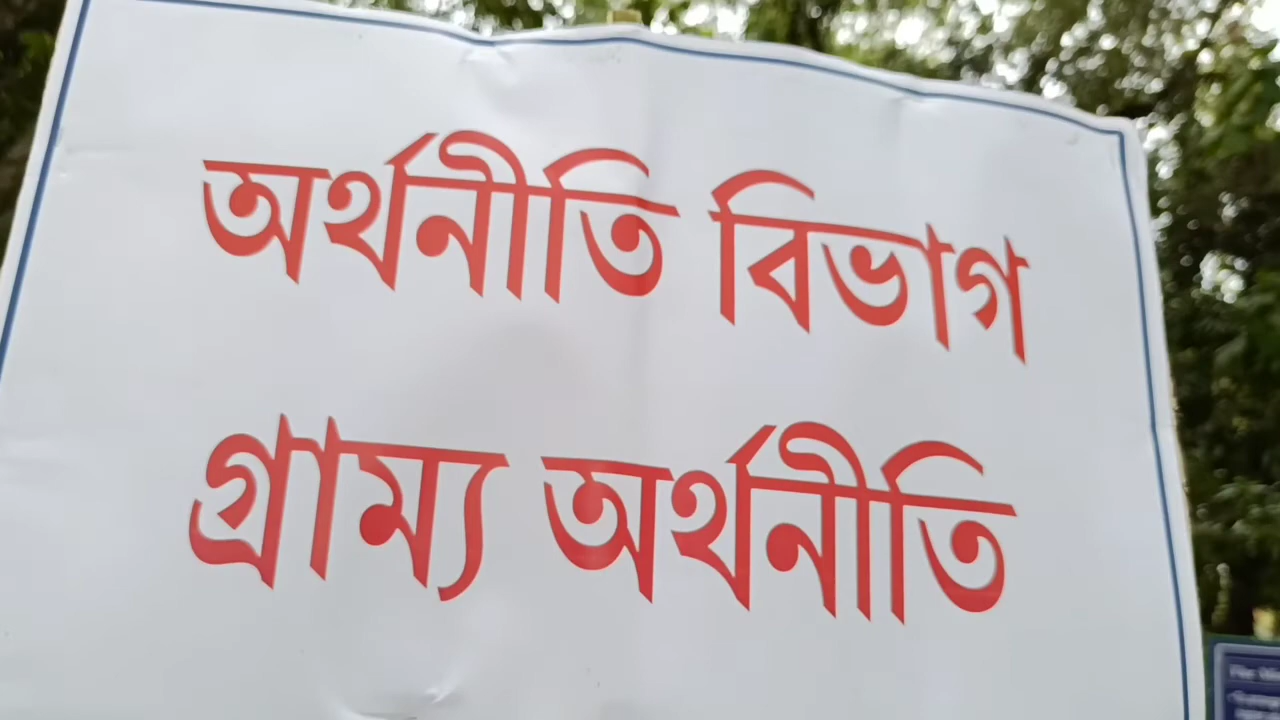 অর্থনীতি বিভাগ
গ্রাম্য অর্থনীতি